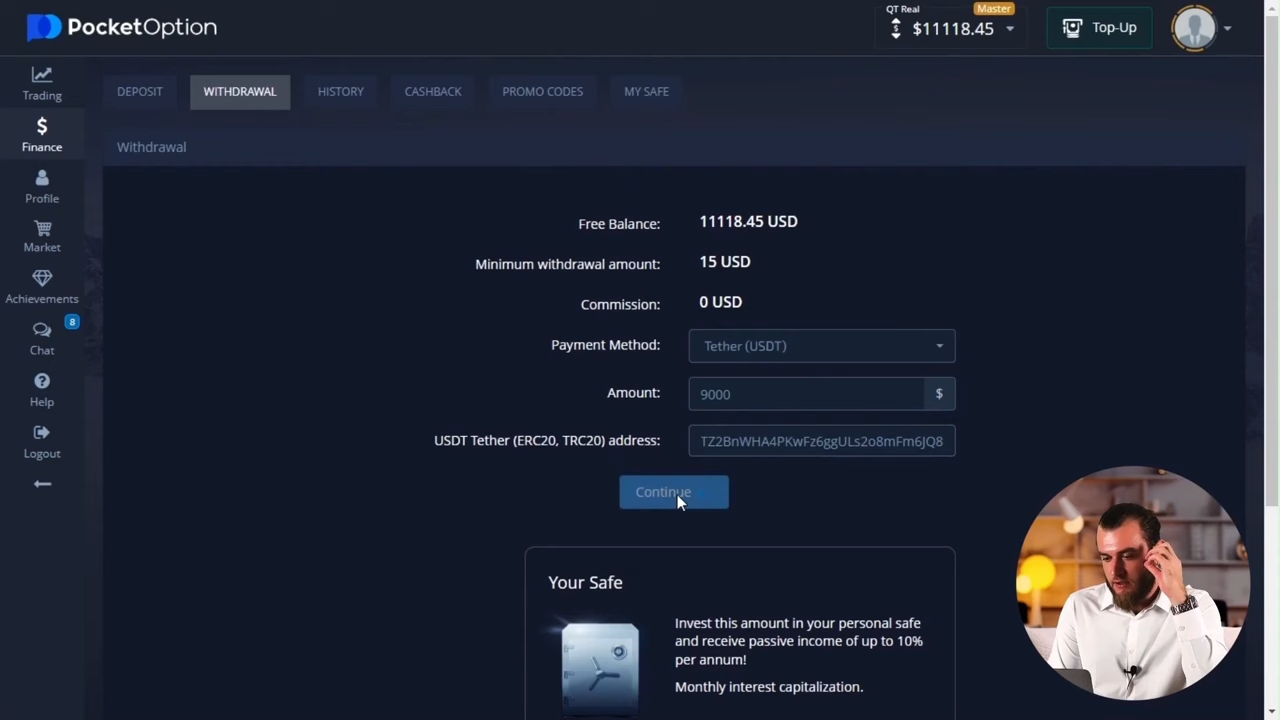 PocketOption
QT Real
Master
$11118.45
Top-Up
Trading
Finance
Profile
Market
Achievements
8
Chat
Help
Logout
DEPOSIT
WITHDRAWAL
HISTORY
CASHBACK
PROMO CODES
MY SAFE
Withdrawal
Free Balance: 11118.45 USD
Minimum withdrawal amount: 15 USD
Commission: 0 USD
Payment Method: Tether (USDT)
Amount: 9000 $
USDT Tether (ERC20, TRC20) address: TZ2BnWHA4PKwFz6ggULs2o8mFm6JQ8
Continue
Your Safe
Invest this amount in your personal safe
and receive passive income of up to 10%
per annum!
Monthly interest capitalization.